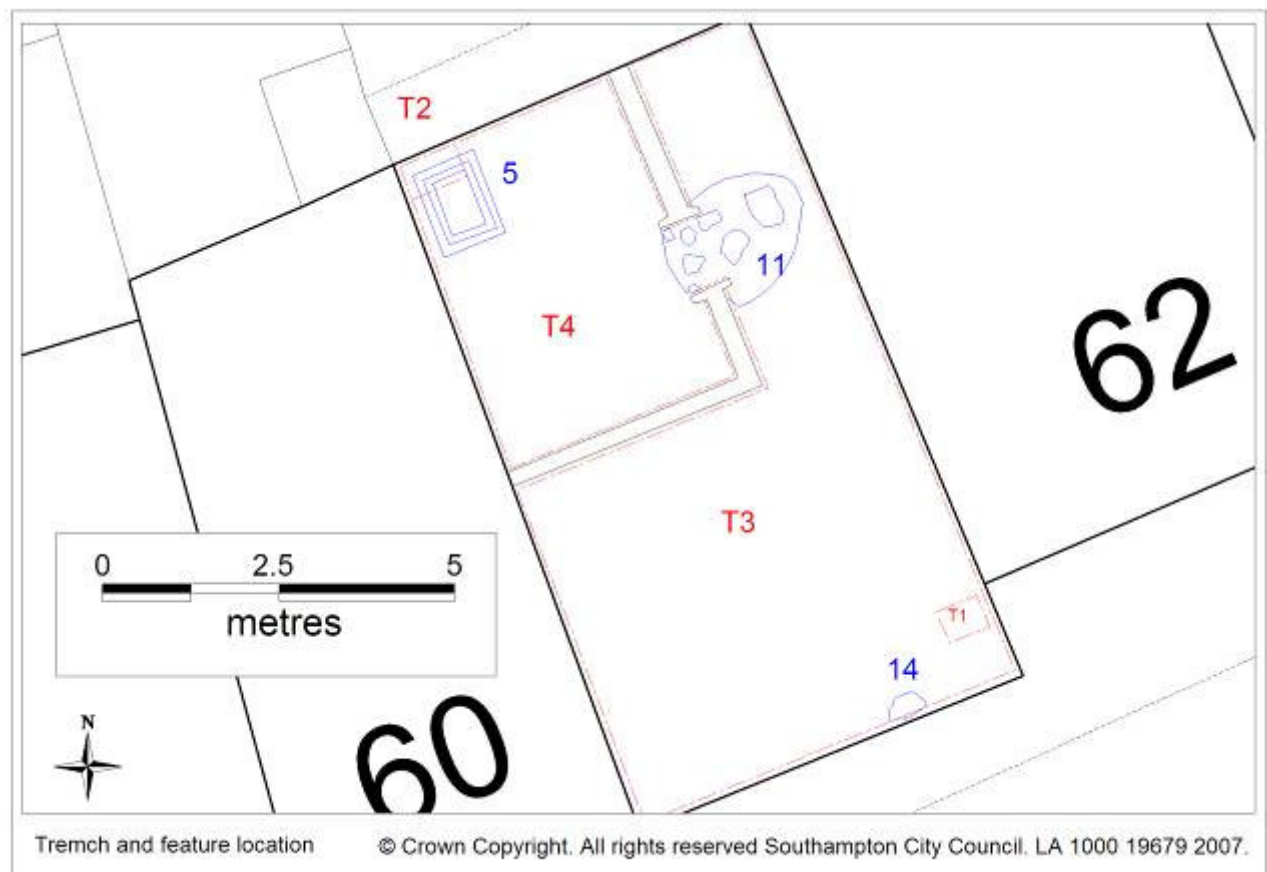 T2
5
11
T4
62
T3
0 2.5 5
metres
T1
14
N
60
Tremch and feature location © Crown Copyright. All rights reserved Southampton City Council. LA 1000 19679 2007.